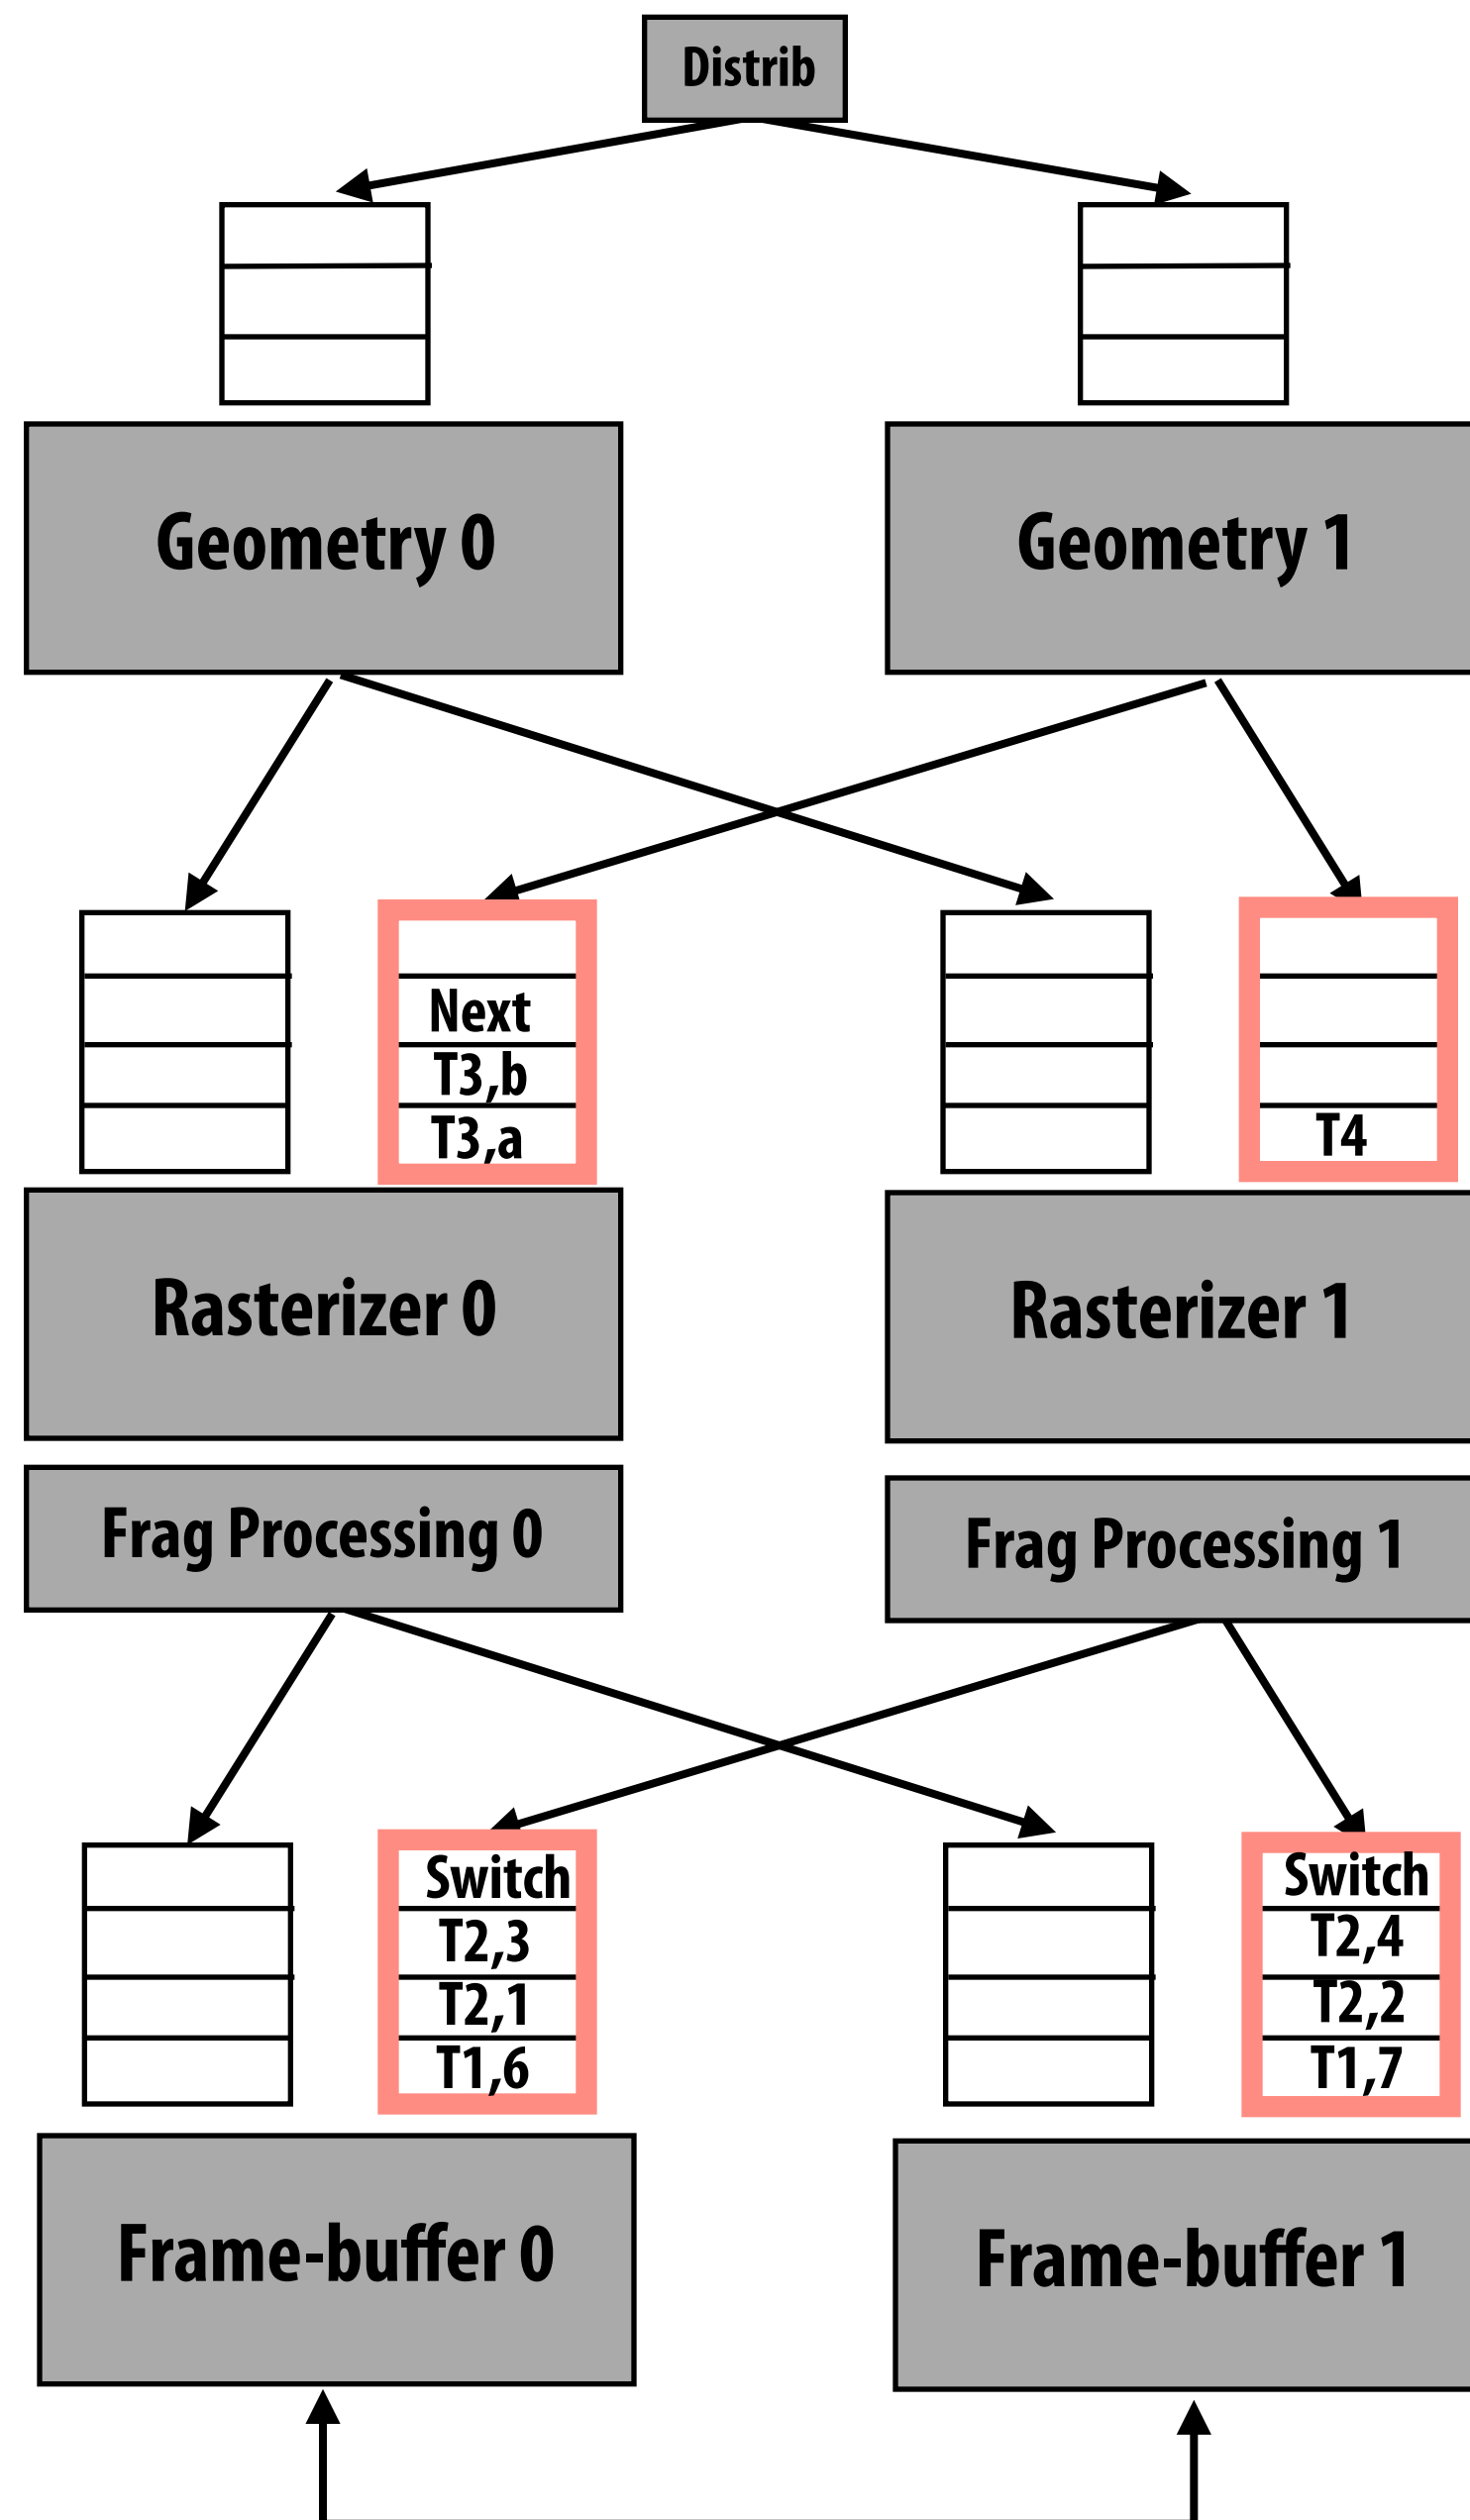 Distrib
Geometry 0
Geometry 1
Next
T3,b
T3,a
T4
Rasterizer 0
Rasterizer 1
Frag Processing 0
Frag Processing 1
Switch
T2,3
T2,1
T1,6
Switch
T2,4
T2,2
T1,7
Frame-buffer 0
Frame-buffer 1